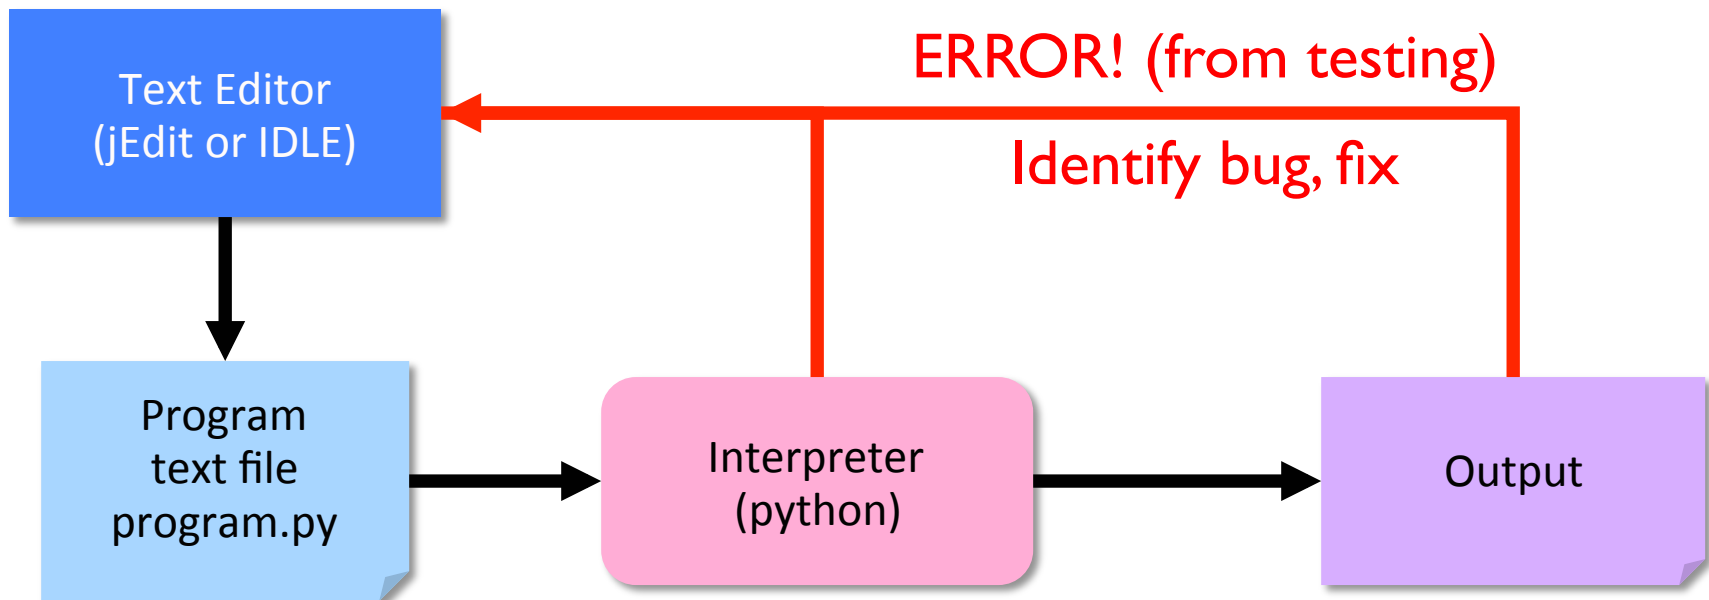 Text Editor
(jEdit or IDLE)
ERROR! (from testing)
Identify bug, fix
Program
text file
program.py
Interpreter
(python)
Output